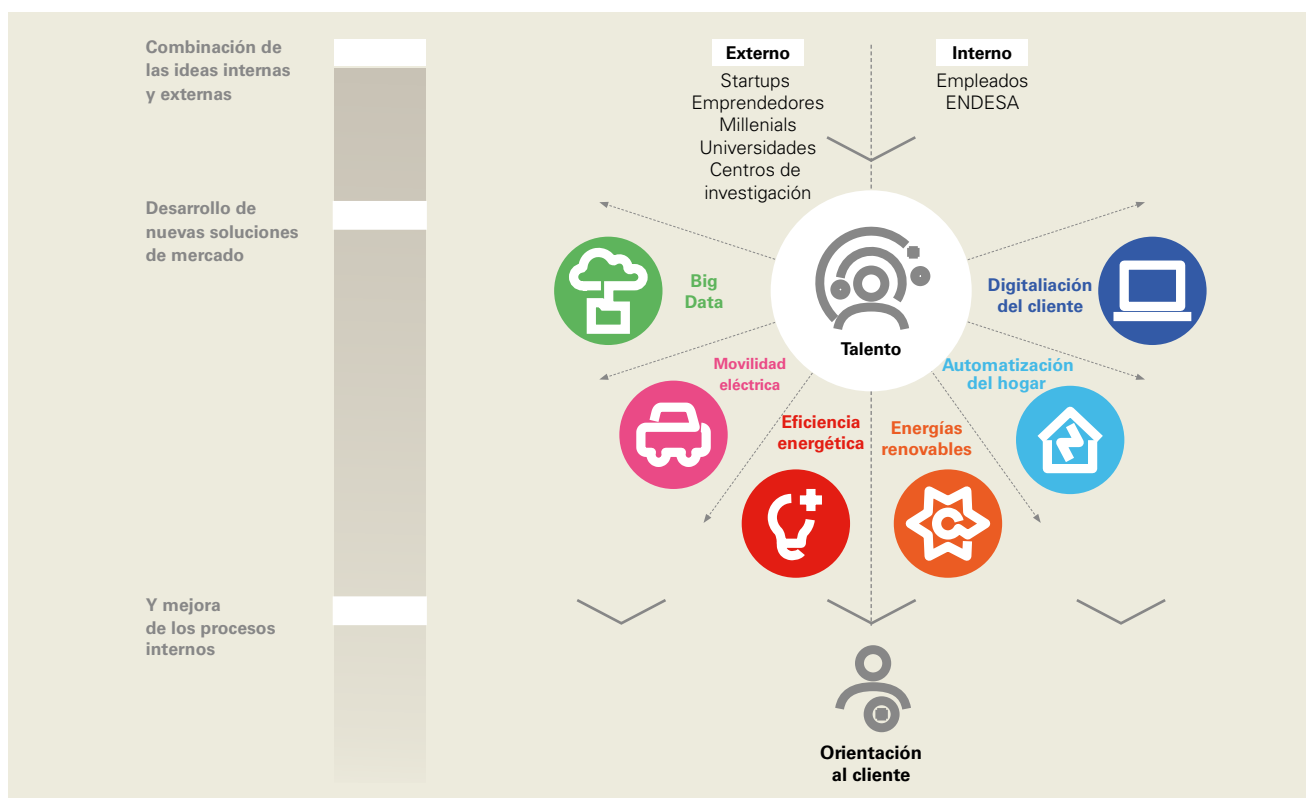 Combinación de
las ideas internas
y externas
Desarrollo de
nuevas soluciones
de mercado
Y mejora
de los procesos
internos
Externo
Startups
Emprendedores
Millenials
Universidades
Centros de
investigación
Interno
Empleados
ENDESA
Talento
Big
Data
Movilidad
eléctrica
Eficiencia
energética
Energías
renovables
Automatización
del hogar
Digitaliación
del cliente
Orientación
al cliente